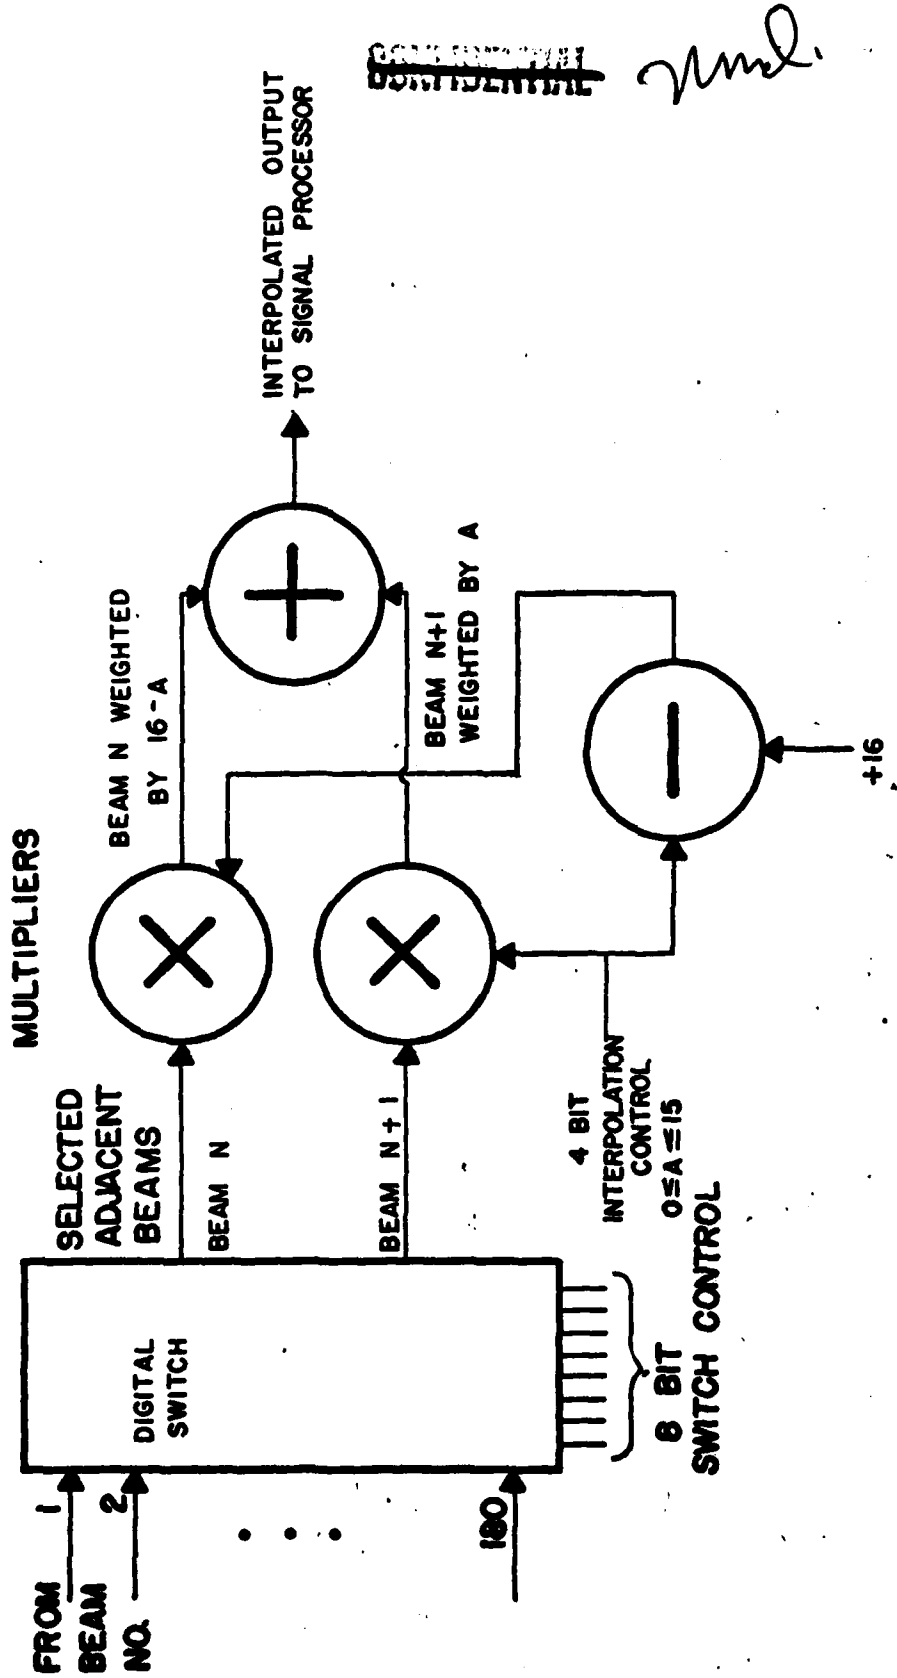 MULTIPLIERS
FROM
BEAM
NO.
1
2
180
DIGITAL
SWITCH
SELECTED
ADJACENT
BEAMS
BEAM N
BEAM N+1
8 BIT
SWITCH CONTROL
4 BIT
INTERPOLATION
CONTROL
0≤A≤15
BEAM N WEIGHTED
BY 16-A
BEAM N+1
WEIGHTED BY A
+16
INTERPOLATED OUTPUT
TO SIGNAL PROCESSOR
CONFIDENTIAL